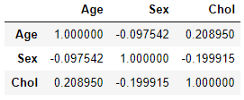 Age Sex Chol
Age 1.000000 -0.097542 0.208950
Sex -0.097542 1.000000 -0.199915
Chol 0.208950 -0.199915 1.000000